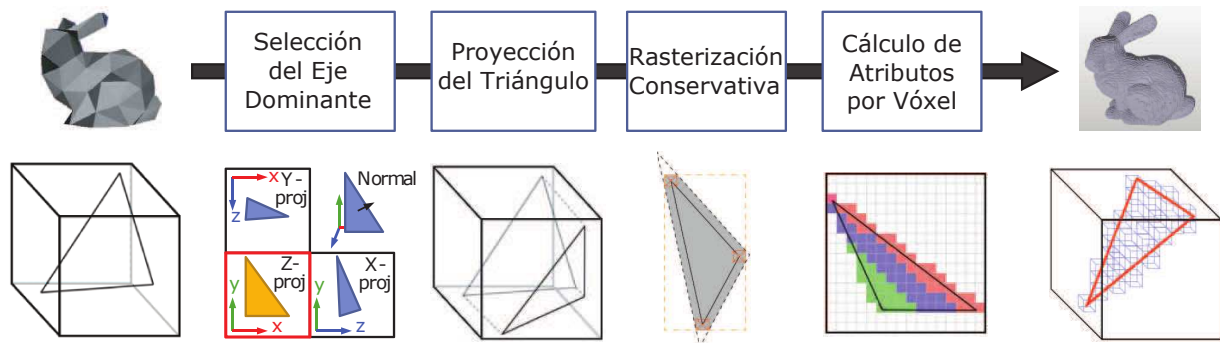 Selección
del Eje
Dominante
Proyección
del Triángulo
Rasterización
Conservativa
Cálculo de
Atributos
por Vóxel
x
Y-
proj
z
Normal
Z-
proj
y
x
X-
proj
y
z